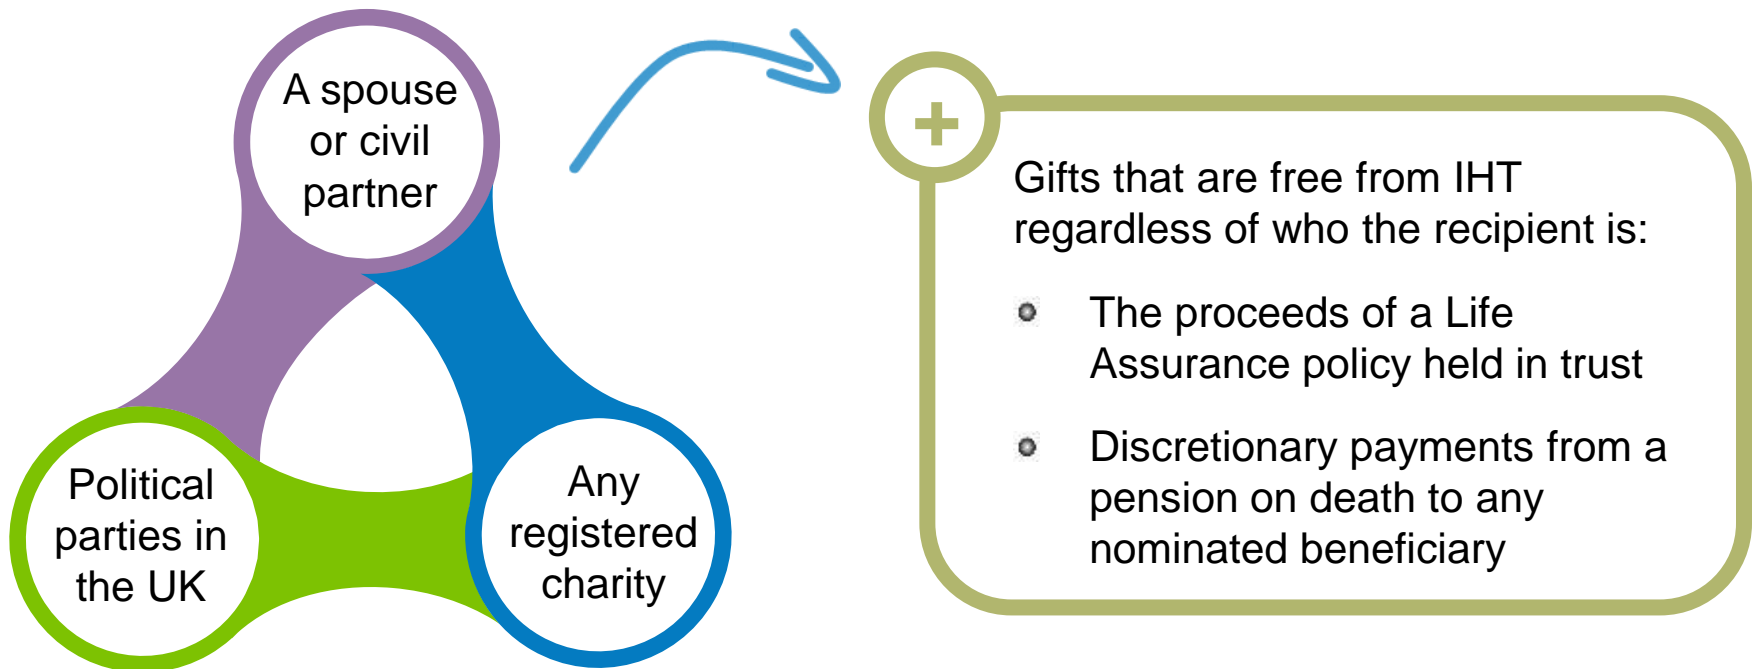 A spouse
or civil
partner
Political
parties in
the UK
Any
registered
charity
+
Gifts that are free from IHT
regardless of who the recipient is:
The proceeds of a Life
Assurance policy held in trust
Discretionary payments from a
pension on death to any
nominated beneficiary